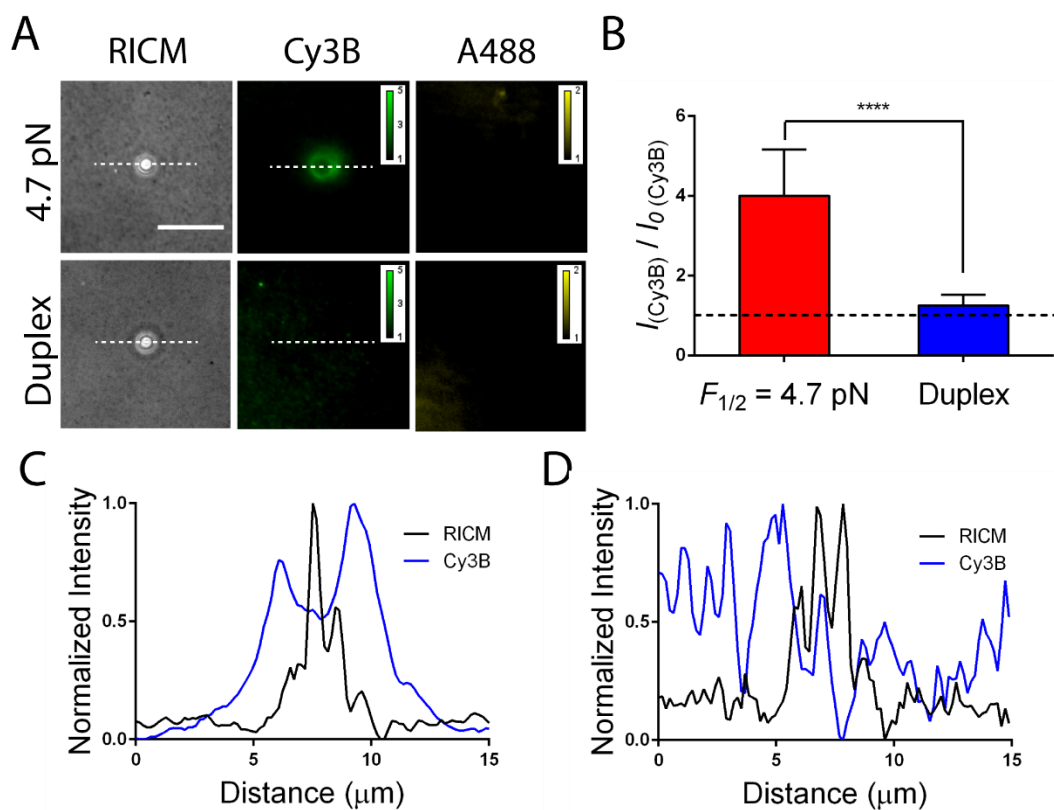 A
RICM
Cy3B
A488
4.7 pN
5
3
1
2
1
Duplex
5
3
1
2
1
B
****
I(Cy3B) / I0 (Cy3B)
6
4
2
0
F1/2 = 4.7 pN
Duplex
C
Normalized Intensity
1.0
0.5
0.0
RICM
Cy3B
0
5
10
15
Distance (μm)
D
Normalized Intensity
1.0
0.5
0.0
RICM
Cy3B
0
5
10
15
Distance (μm)